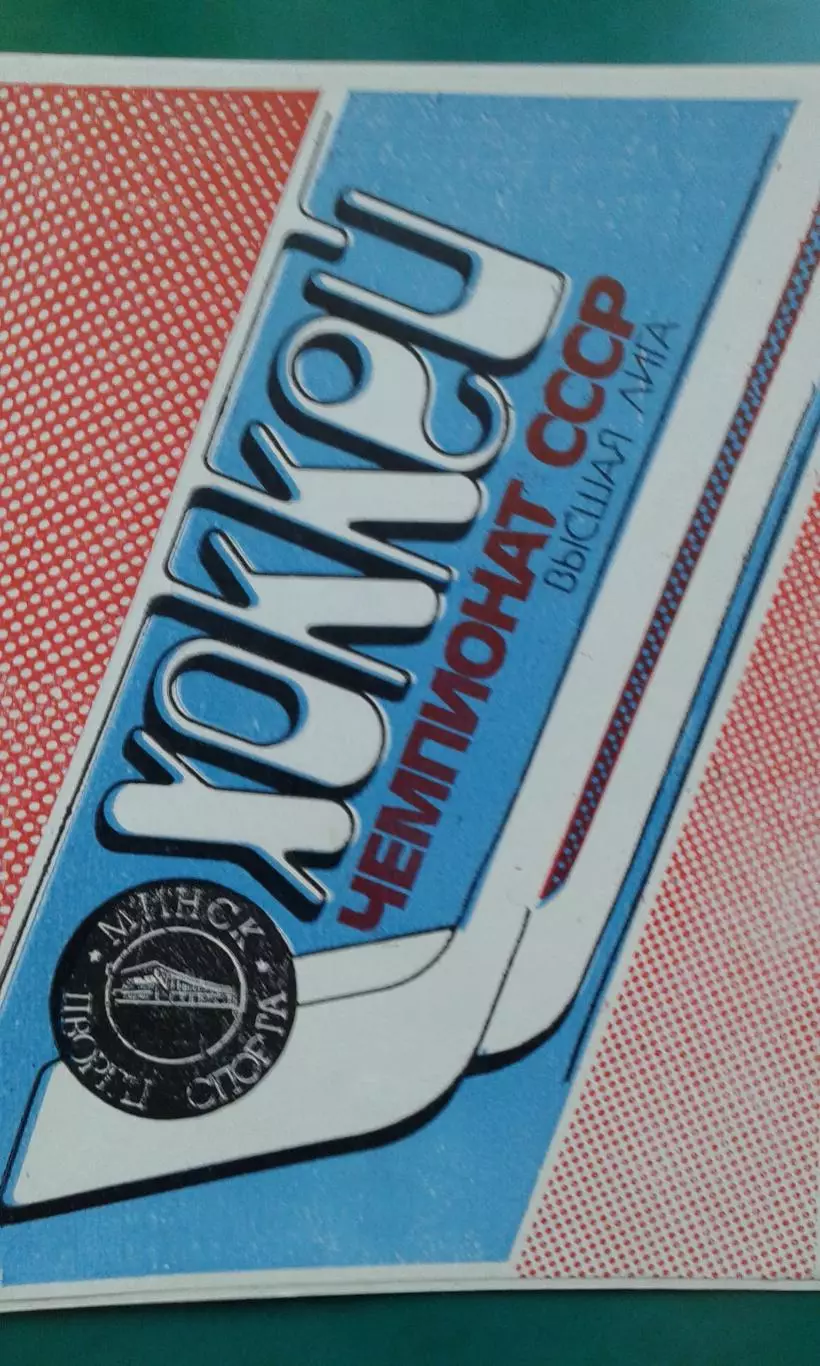 ХОККЕЙ
ЧЕМПИОНАТ СССР
ВЫСШАЯ ЛИГА
МИНСК
ДВОРЕЦ СПОРТА